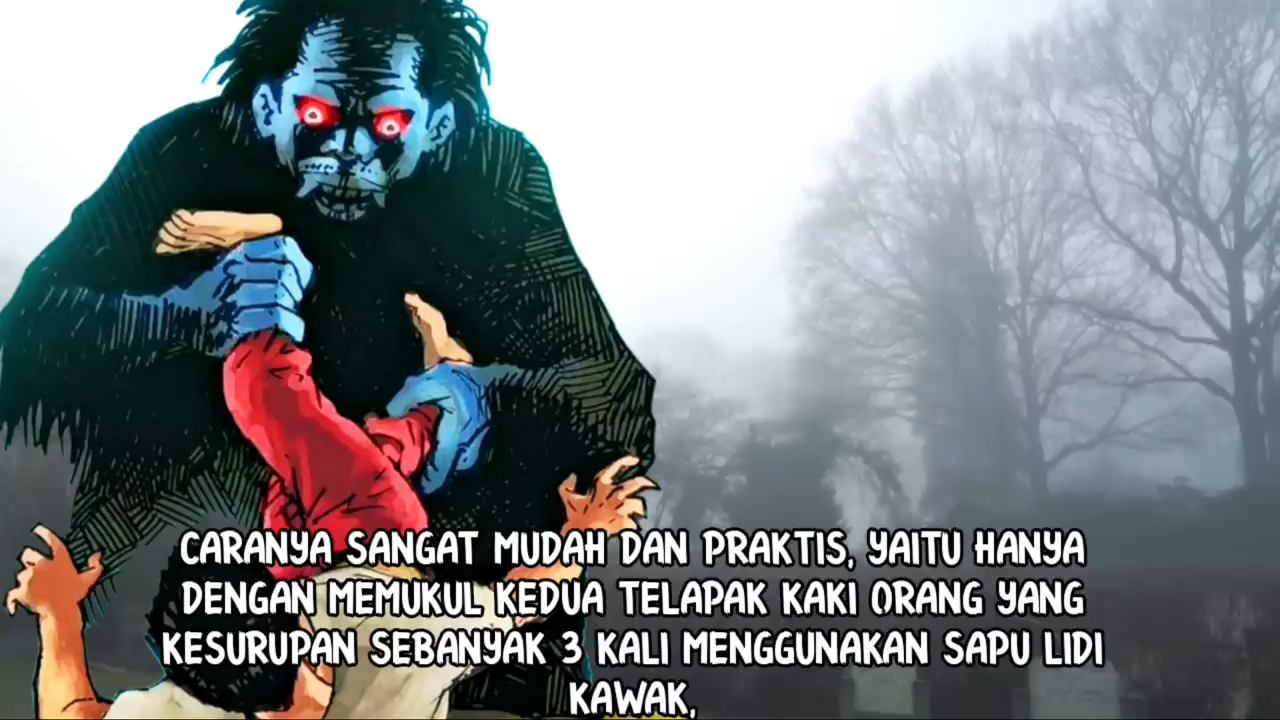 CARANYA SANGAT MUDAH DAN PRAKTIS, YAITU HANYA
DENGAN MEMUKUL KEDUA TELAPAK KAKI ORANG YANG
KESURUPAN SEBANYAK 3 KALI MENGGUNAKAN SAPU LIDI
KAWAK,